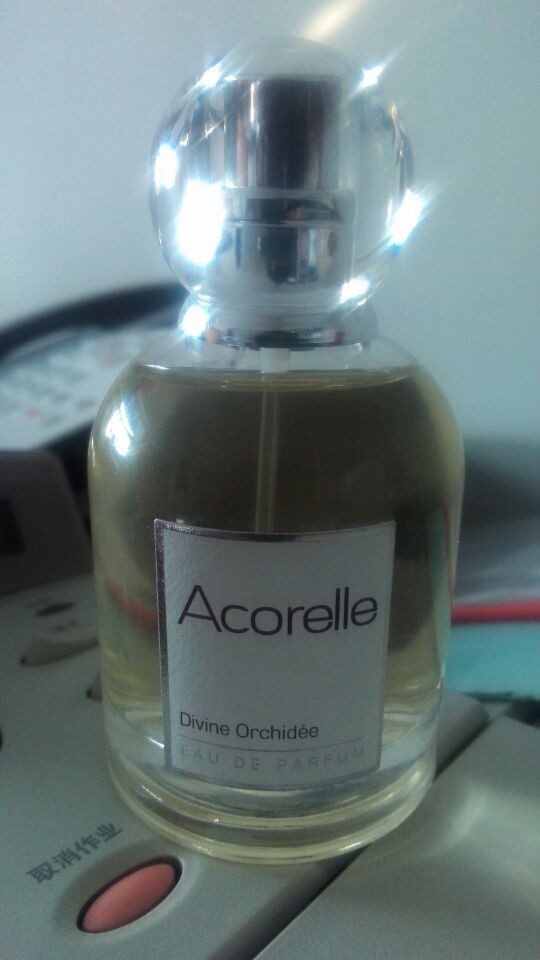 Acorelle
Divine Orchidée
EAU DE PARFUM
取消作业